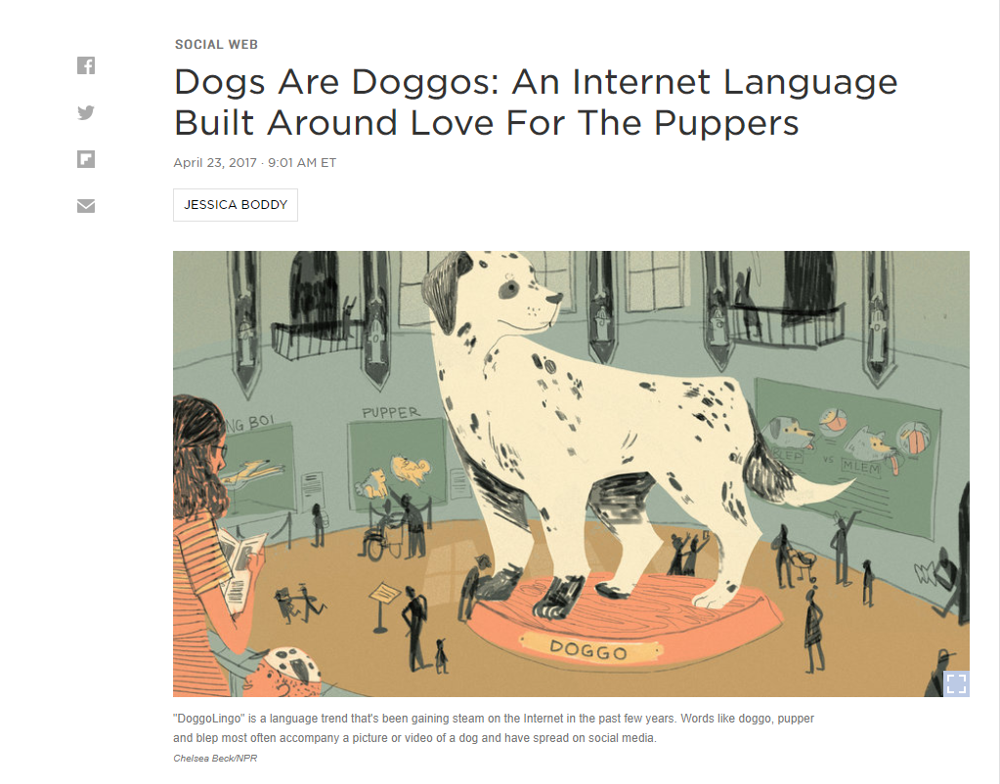 SOCIAL WEB
Dogs Are Doggos: An Internet Language
Built Around Love For The Puppers
April 23, 2017 · 9:01 AM ET
JESSICA BODDY
NG BOI
PUPPER
BLEP
vs
MLEM
DOGGO
"DoggoLingo" is a language trend that's been gaining steam on the Internet in the past few years. Words like doggo, pupper
and blep most often accompany a picture or video of a dog and have spread on social media.
Chelsea Beck/NPR